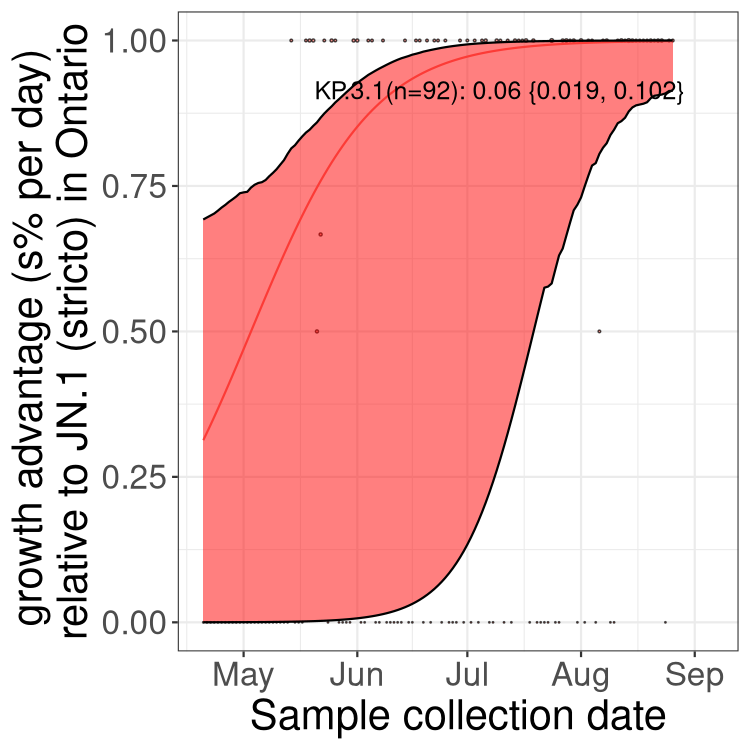 growth advantage (s% per day)
relative to JN.1 (stricto) in Ontario
1.00
0.75
0.50
0.25
0.00
KP.3.1(n=92): 0.06 {0.019, 0.102}
May Jun Jul Aug Sep
Sample collection date